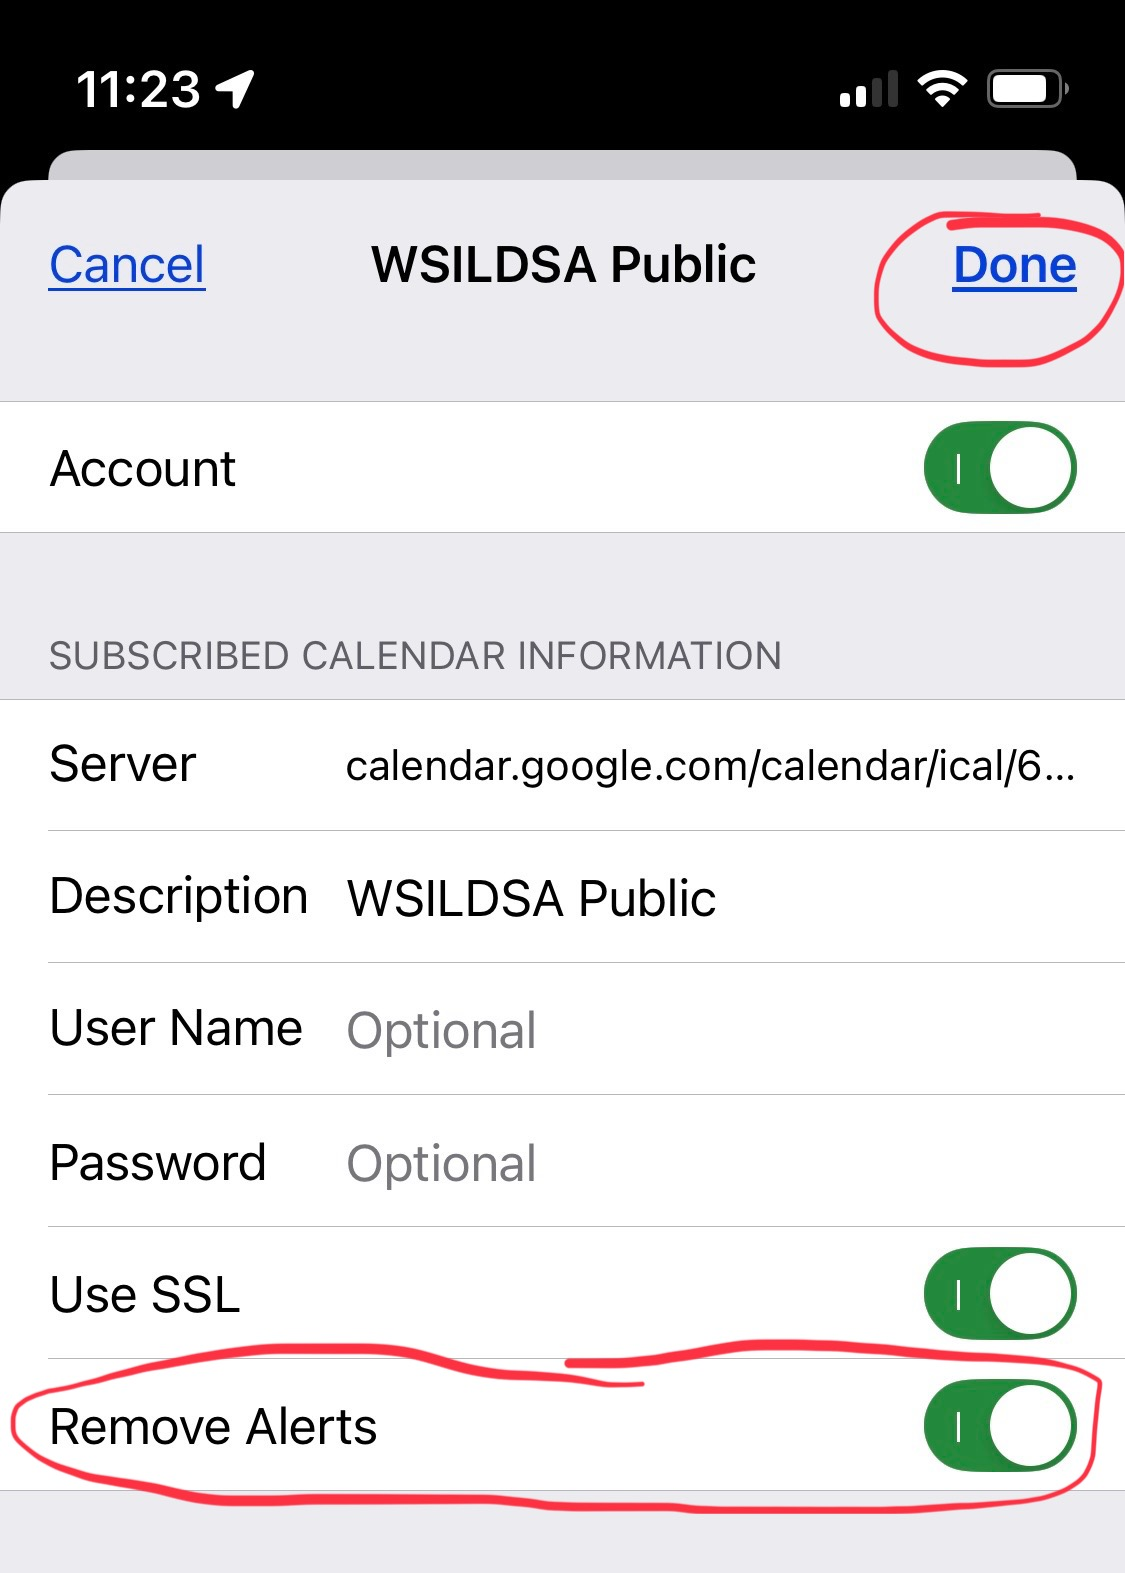 11:23
Cancel WSILDSA Public Done
Account
SUBSCRIBED CALENDAR INFORMATION
Server calendar.google.com/calendar/ical/6...
Description WSILDSA Public
User Name Optional
Password Optional
Use SSL
Remove Alerts